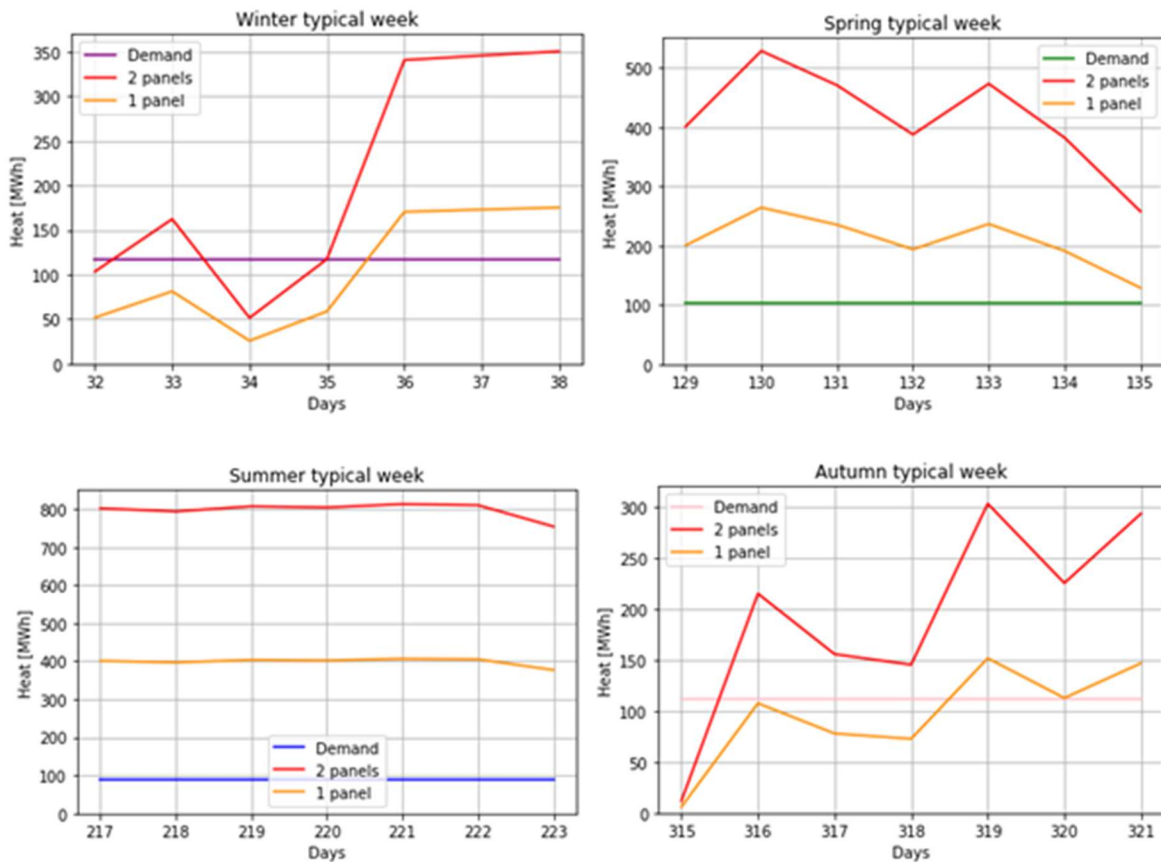 Winter typical week
Demand
2 panels
1 panel
350
300
250
200
150
100
50
0
Heat [MWh]
32 33 34 35 36 37 38
Days
Spring typical week
Demand
2 panels
1 panel
500
400
300
200
100
0
Heat [MWh]
129 130 131 132 133 134 135
Days
Summer typical week
800
700
600
500
400
300
200
100
0
Heat [MWh]
Demand
2 panels
1 panel
217 218 219 220 221 222 223
Days
Autumn typical week
Demand
2 panels
1 panel
300
250
200
150
100
50
0
Heat [MWh]
315 316 317 318 319 320 321
Days